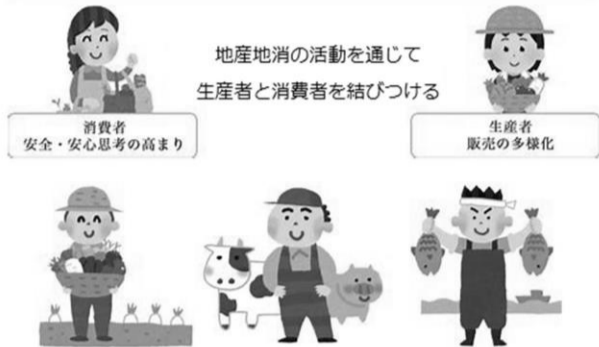 地産地消の活動を通じて
生産者と消費者を結びつける
消費者
安全・安心思考の高まり
生産者
販売の多様化